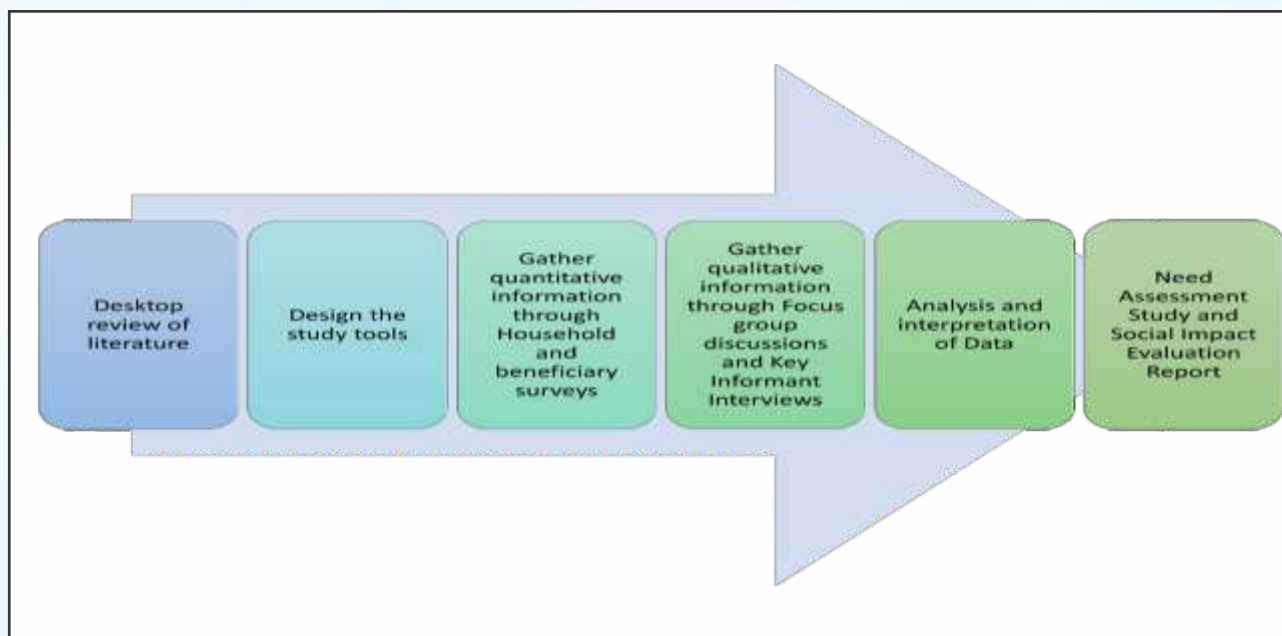 Desktop
review of
literature
Design the
study tools
Gather
quantitative
information
through
Household
and
beneficiary
surveys
Gather
qualitative
information
through Focus
group
discussions
and Key
Informant
Interviews
Analysis and
interpretation
of Data
Need
Assessment
Study and
Social Impact
Evaluation
Report